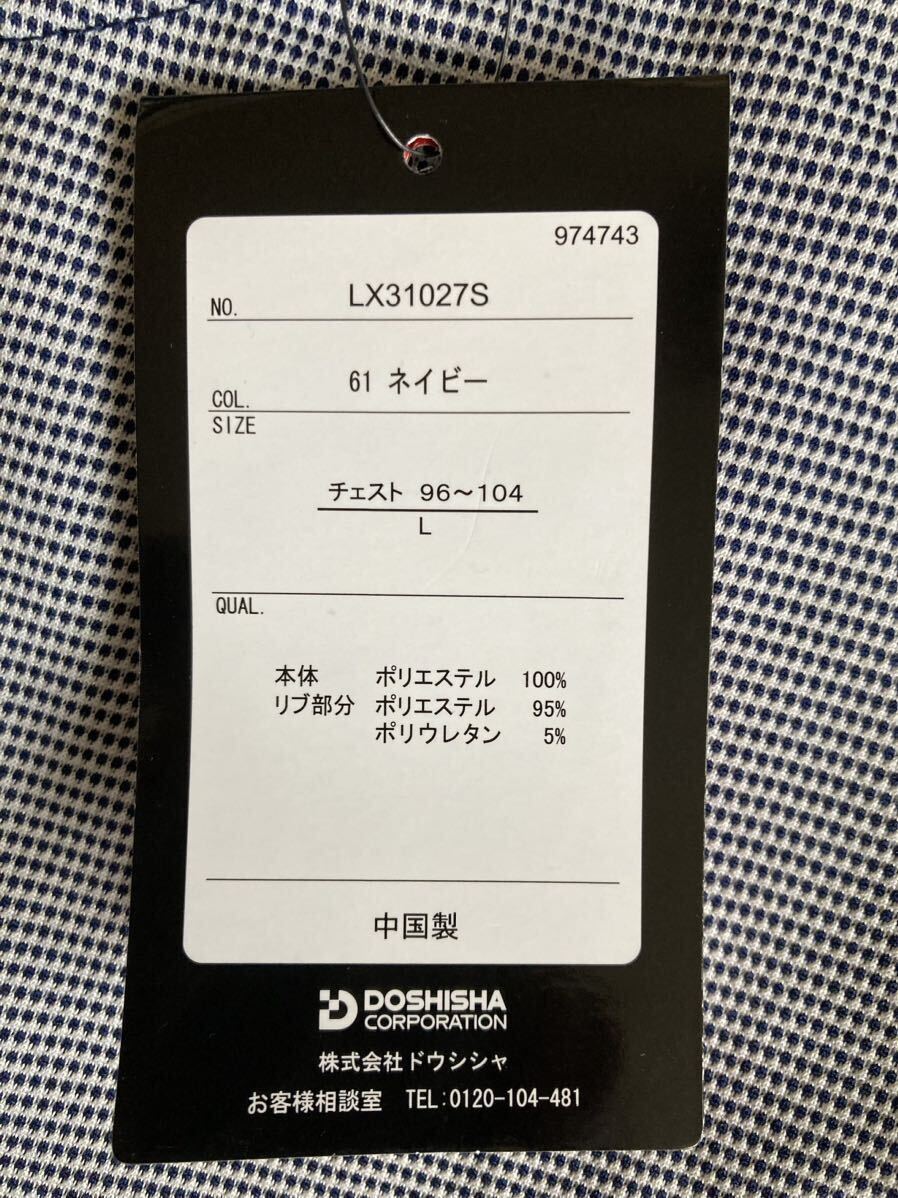 974743
NO. LX31027S
COL. 61 ネイビー
SIZE
チェスト 96～104
L
QUAL.
本体 ポリエステル 100%
リブ部分 ポリエステル 95%
ポリウレタン 5%
中国製
DOSHISHA
CORPORATION
株式会社ドウシシャ
お客様相談室 TEL:0120-104-481